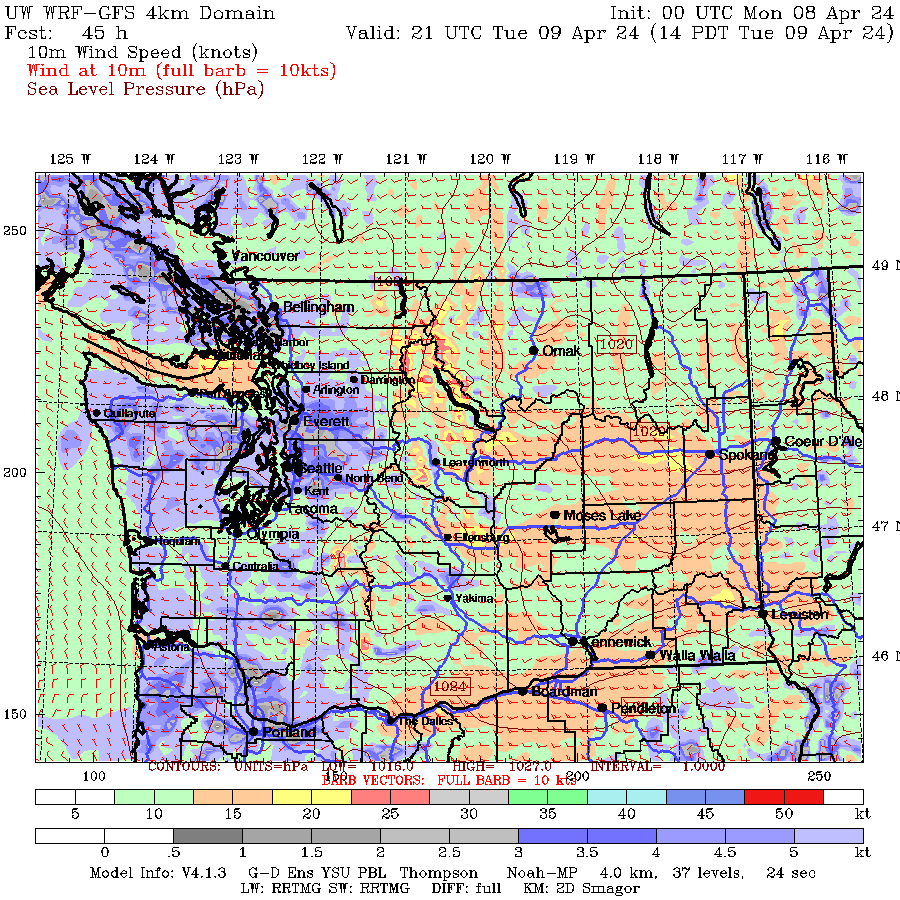 UW WRF-GFS 4km Domain Init: 00 UTC Mon 08 Apr 24
Fcst: 45 h Valid: 21 UTC Tue 09 Apr 24 (14 PDT Tue 09 Apr 24)
10m Wind Speed (knots)
Wind at 10m (full barb = 10kts)
Sea Level Pressure (hPa)
125 W 124 W 123 W 122 W 121 W 120 W 119 W 118 W 117 W 116 W
250
Vancouver
49 N
Bellingham
Omak
1020
Whidbey Island
Darrington
Arlington
48 N
Quillayute
Everett
Coeur D'Alene
Spokane
Leavenworth
200
Seattle
North Bend
Kent
Tacoma
Moses Lake
47 N
Olympia
Hoquiam
Ellensburg
Centralia
Yakima
Lewiston
Kennewick
Astoria
Walla Walla
46 N
1024
Boardman
Pendleton
150
The Dalles
Portland
CONTOURS: UNITS=hPa LOW= 1016.0 HIGH= 1027.0 INTERVAL= 1.0000
100 150 200 250
BARB VECTORS: FULL BARB = 10 kts
5 10 15 20 25 30 35 40 45 50 kt
0 .5 1 1.5 2 2.5 3 3.5 4 4.5 5 kt
Model Info: V4.1.3 G-D Ens YSU PBL Thompson Noah-MP 4.0 km, 37 levels, 24 sec
LW: RRTMG SW: RRTMG DIFF: full KM: 2D Smagor